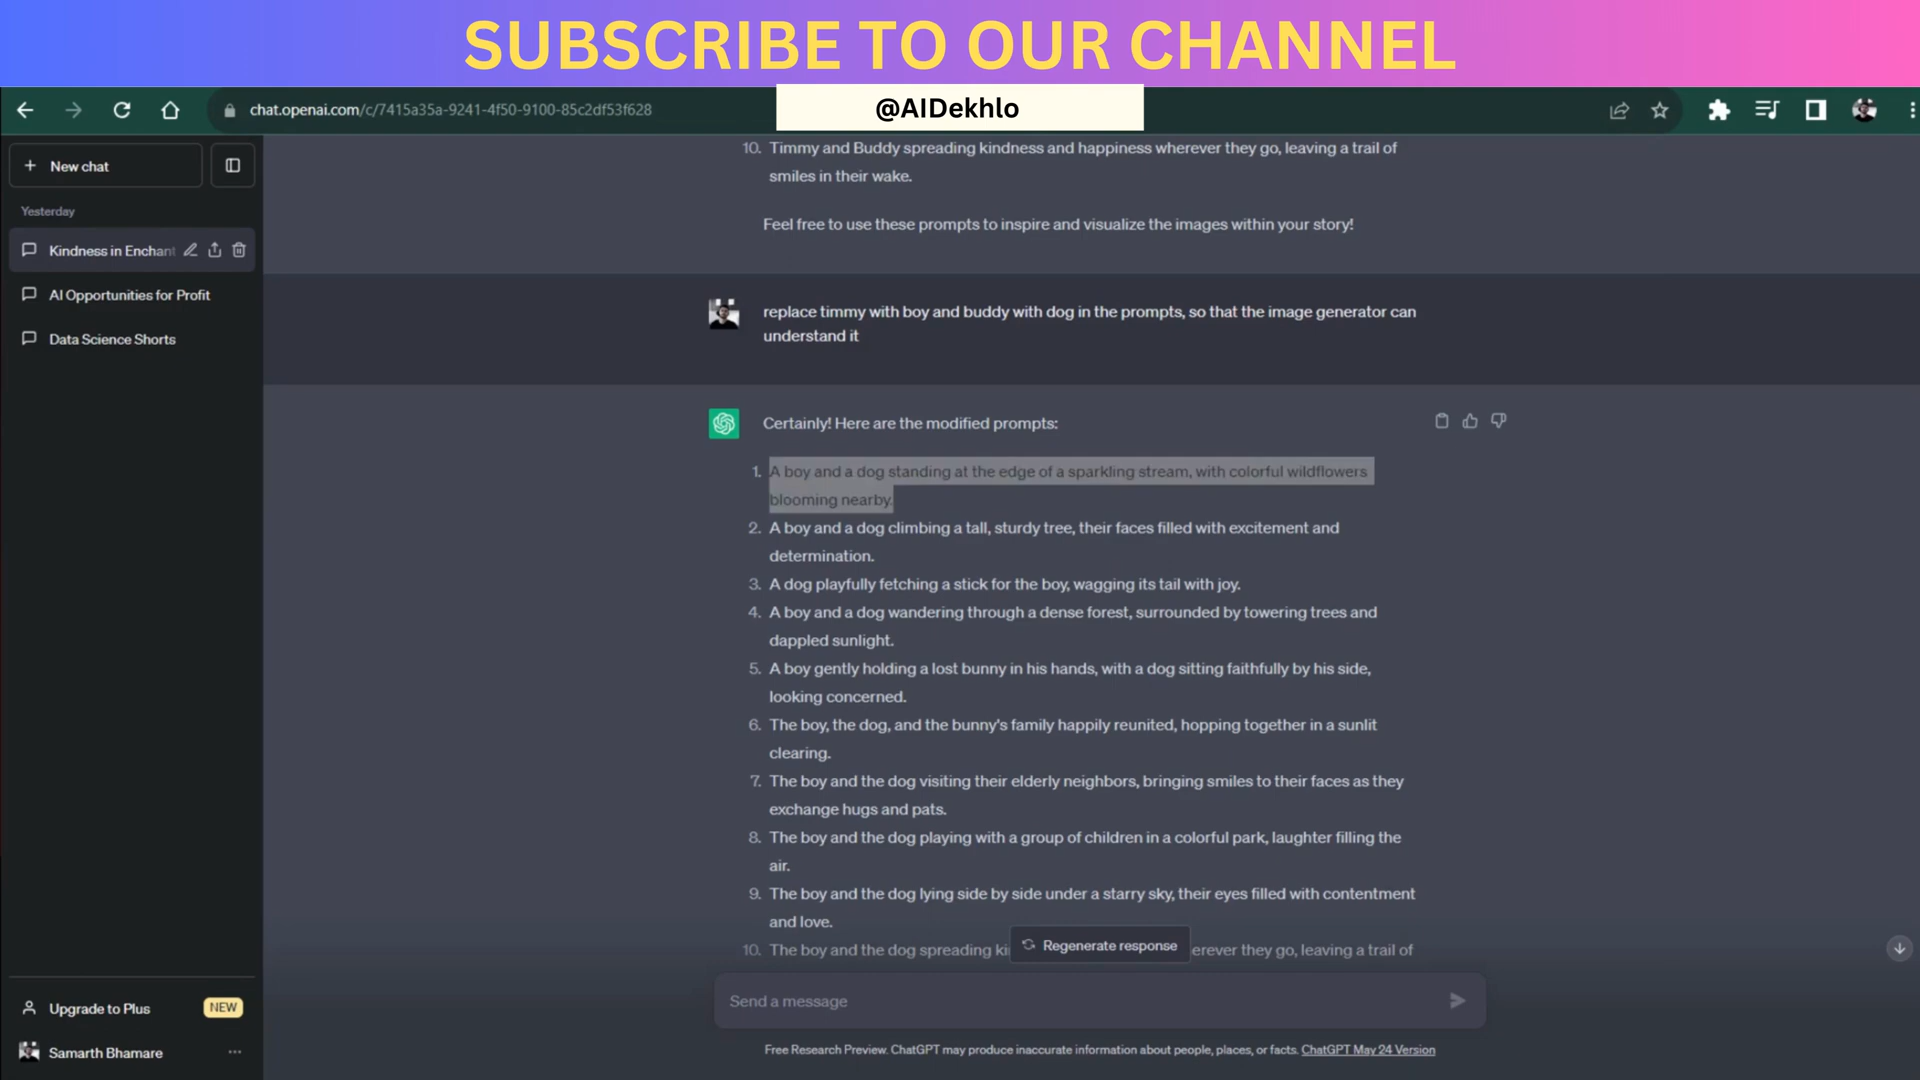 SUBSCRIBE TO OUR CHANNEL
@AIDekhlo
chat.openai.com/c/7415a35a-9241-4f50-9100-85c2df53f628
New chat
Yesterday
Kindness in Enchant
AI Opportunities for Profit
Data Science Shorts
10. Timmy and Buddy spreading kindness and happiness wherever they go, leaving a trail of
smiles in their wake.
Feel free to use these prompts to inspire and visualize the images within your story!
replace timmy with boy and buddy with dog in the prompts, so that the image generator can
understand it
Certainly! Here are the modified prompts:
1. A boy and a dog standing at the edge of a sparkling stream, with colorful wildflowers
blooming nearby.
2. A boy and a dog climbing a tall, sturdy tree, their faces filled with excitement and
determination.
3. A dog playfully fetching a stick for the boy, wagging its tail with joy.
4. A boy and a dog wandering through a dense forest, surrounded by towering trees and
dappled sunlight.
5. A boy gently holding a lost bunny in his hands, with a dog sitting faithfully by his side,
looking concerned.
6. The boy, the dog, and the bunny's family happily reunited, hopping together in a sunlit
clearing.
7. The boy and the dog visiting their elderly neighbors, bringing smiles to their faces as they
exchange hugs and pats.
8. The boy and the dog playing with a group of children in a colorful park, laughter filling the
air.
9. The boy and the dog lying side by side under a starry sky, their eyes filled with contentment
and love.
10. The boy and the dog spreading ki
Regenerate response
erever they go, leaving a trail of
Send a message
Free Research Preview. ChatGPT may produce inaccurate information about people, places, or facts. ChatGPT May 24 Version
Upgrade to Plus
NEW
Samarth Bhamare